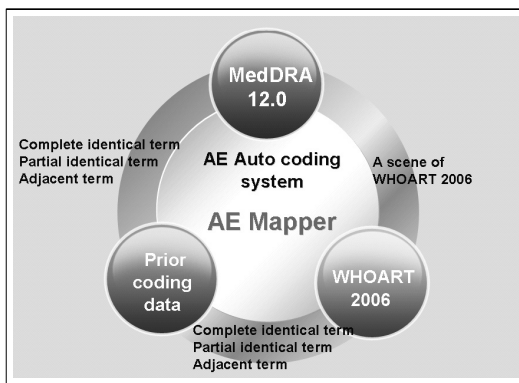 MedDRA
12.0
Complete identical term
Partial identical term
Adjacent term
AE Auto coding
system
A scene of
WHOART 2006
AE Mapper
Prior
coding
data
WHOART
2006
Complete identical term
Partial identical term
Adjacent term